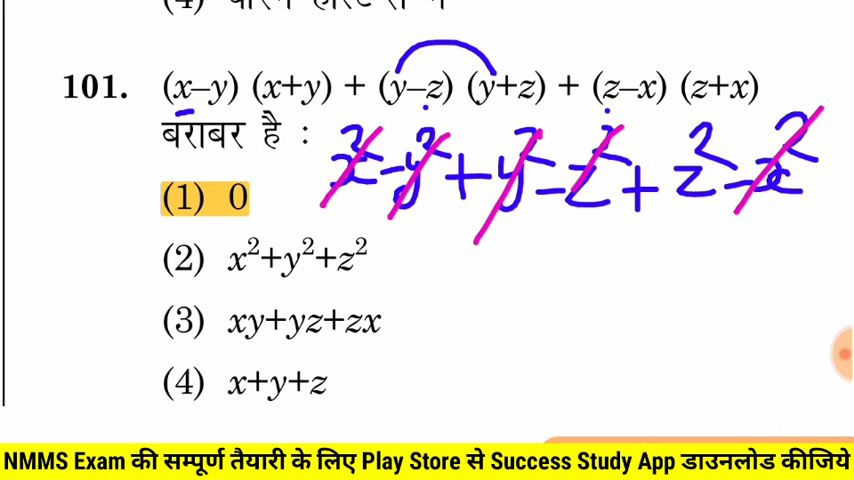 101. (x–y) (x+y) + (y–z) (y+z) + (z–x) (z+x)
बराबर है :
x²–y²+y²–z²+z²–x²
(1) 0
(2) x²+y²+z²
(3) xy+yz+zx
(4) x+y+z
NMMS Exam की सम्पूर्ण तैयारी के लिए Play Store से Success Study App डाउनलोड कीजिये